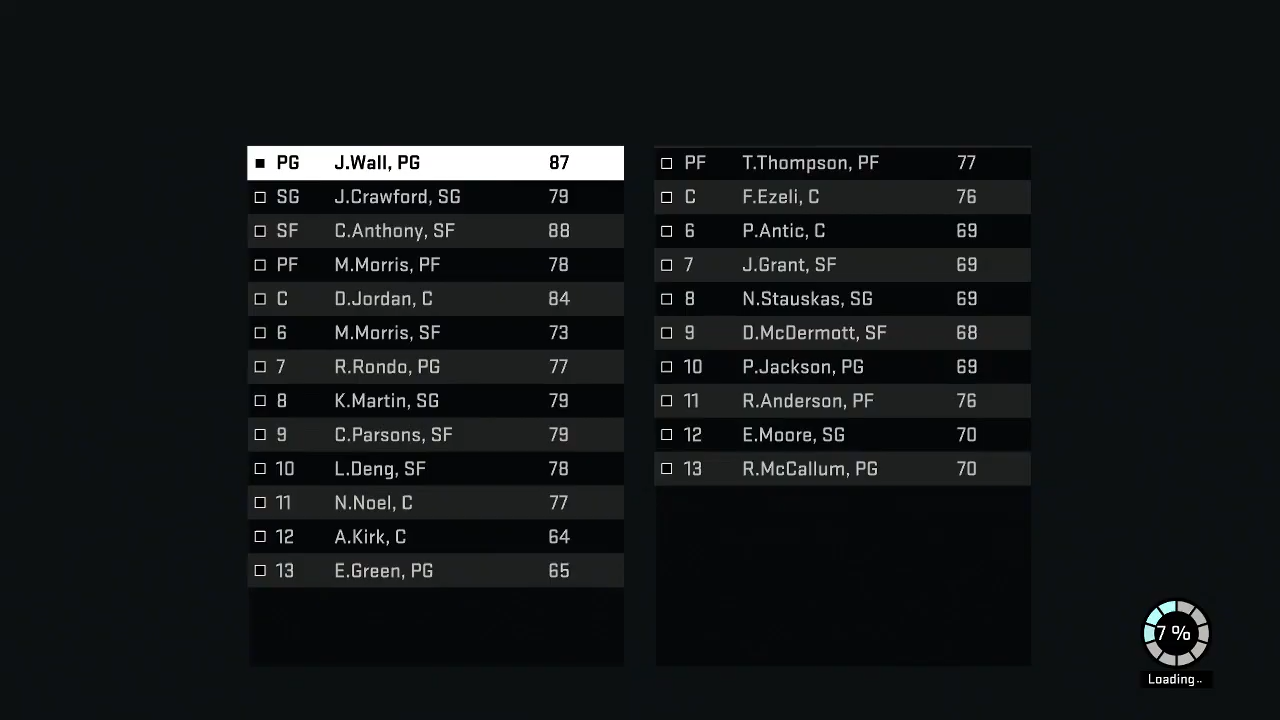 PG J.Wall, PG 87
SG J.Crawford, SG 79
SF C.Anthony, SF 88
PF M.Morris, PF 78
C D.Jordan, C 84
6 M.Morris, SF 73
7 R.Rondo, PG 77
8 K.Martin, SG 79
9 C.Parsons, SF 79
10 L.Deng, SF 78
11 N.Noel, C 77
12 A.Kirk, C 64
13 E.Green, PG 65
PF T.Thompson, PF 77
C F.Ezeli, C 76
6 P.Antic, C 69
7 J.Grant, SF 69
8 N.Stauskas, SG 69
9 D.McDermott, SF 68
10 P.Jackson, PG 69
11 R.Anderson, PF 76
12 E.Moore, SG 70
13 R.McCallum, PG 70
7 %
Loading..